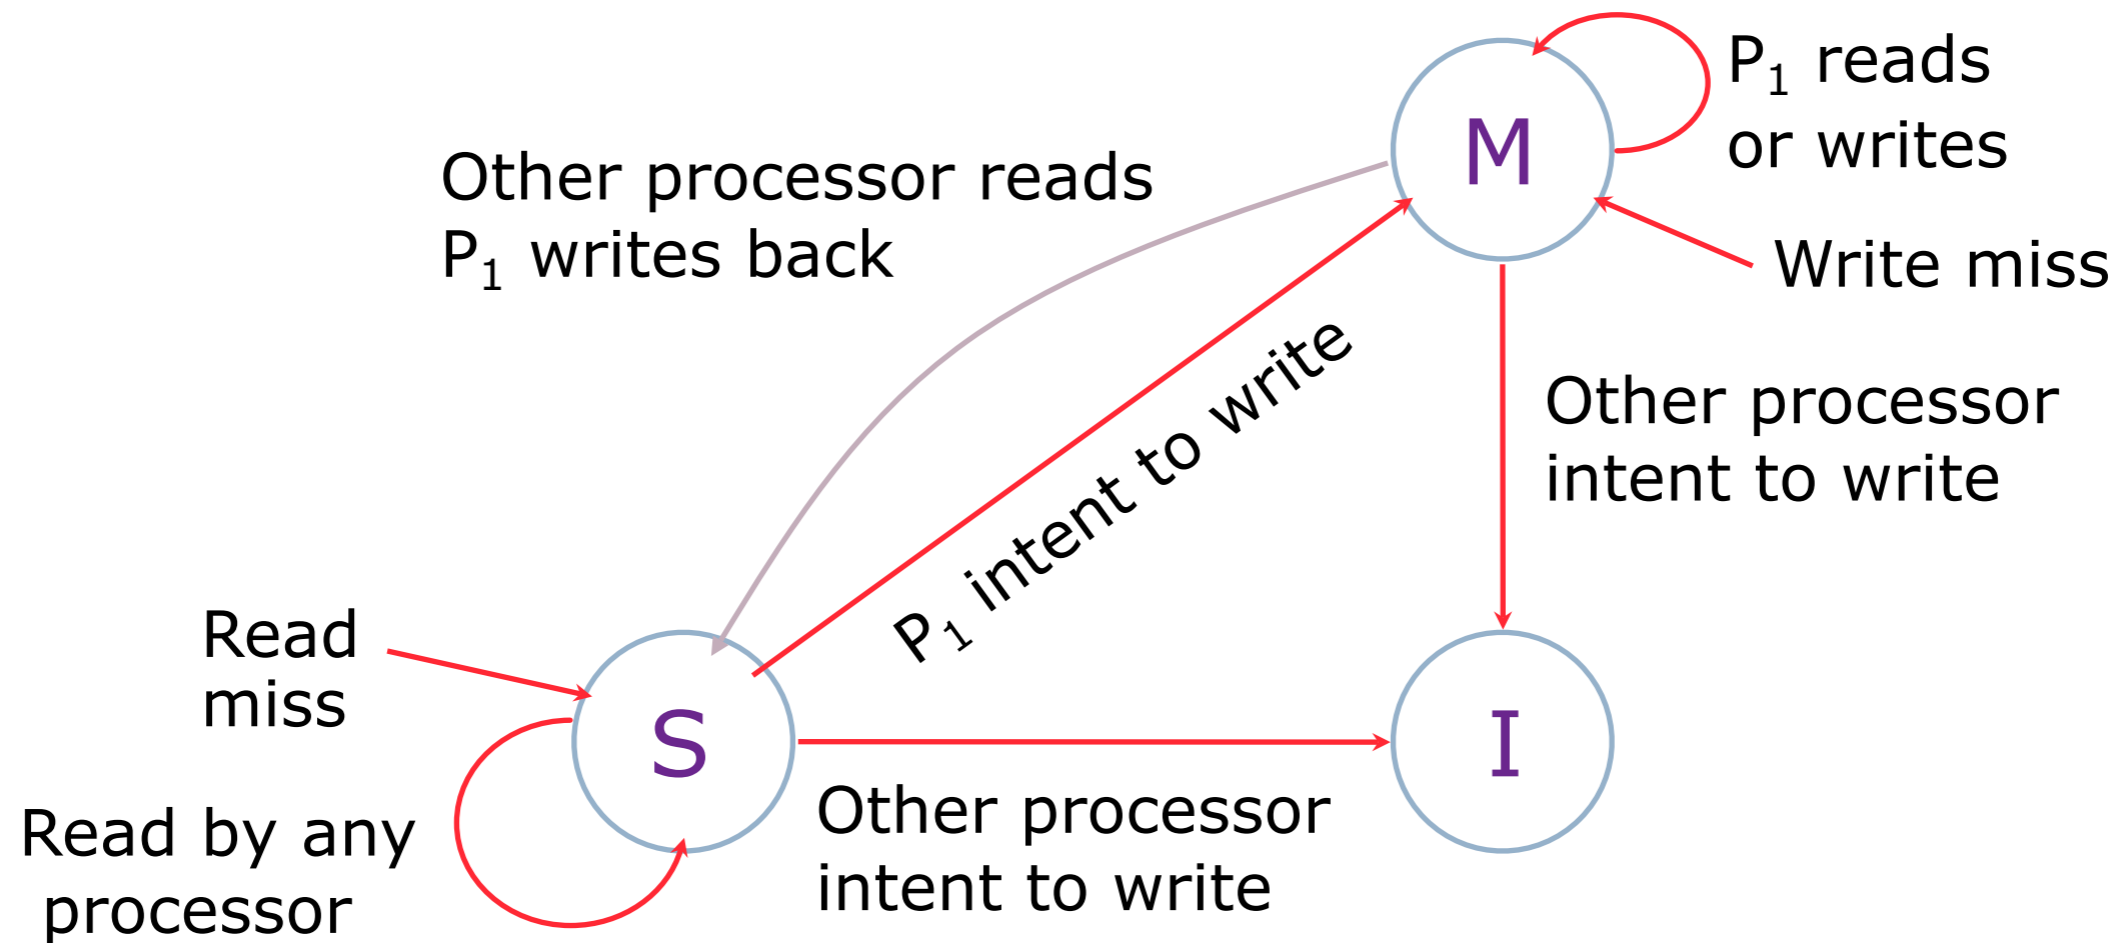 P₁ reads
or writes
M
Other processor reads
P₁ writes back
Write miss
P₁ intent to write
Other processor
intent to write
Read
miss
S
I
Other processor
intent to write
Read by any
processor